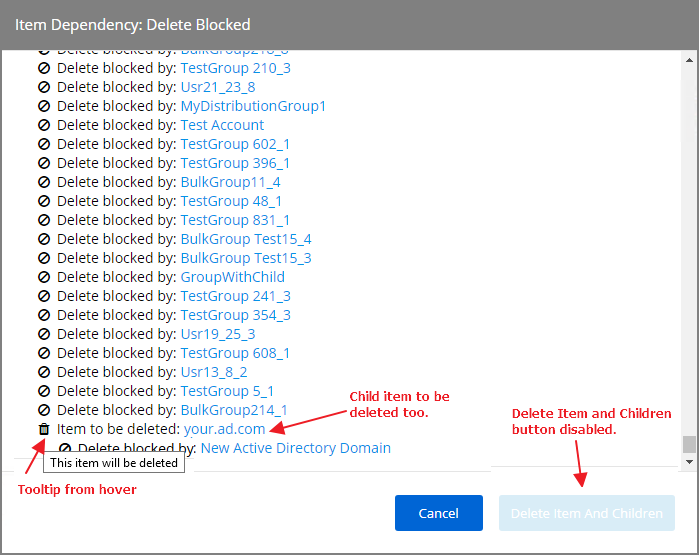 Item Dependency: Delete Blocked
Delete blocked by: BulkGroup218_8
Delete blocked by: TestGroup 210_3
Delete blocked by: Usr21_23_8
Delete blocked by: MyDistributionGroup1
Delete blocked by: Test Account
Delete blocked by: TestGroup 602_1
Delete blocked by: TestGroup 396_1
Delete blocked by: BulkGroup11_4
Delete blocked by: TestGroup 48_1
Delete blocked by: TestGroup 831_1
Delete blocked by: BulkGroup Test15_4
Delete blocked by: BulkGroup Test15_3
Delete blocked by: GroupWithChild
Delete blocked by: TestGroup 241_3
Delete blocked by: TestGroup 354_3
Delete blocked by: Usr19_25_3
Delete blocked by: TestGroup 608_1
Delete blocked by: Usr13_8_2
Delete blocked by: TestGroup 5_1
Delete blocked by: BulkGroup214_1
Item to be deleted: your.ad.com
Delete blocked by: New Active Directory Domain
This item will be deleted
Child item to be
deleted too.
Delete Item and Children
button disabled.
Tooltip from hover
Cancel
Delete Item And Children